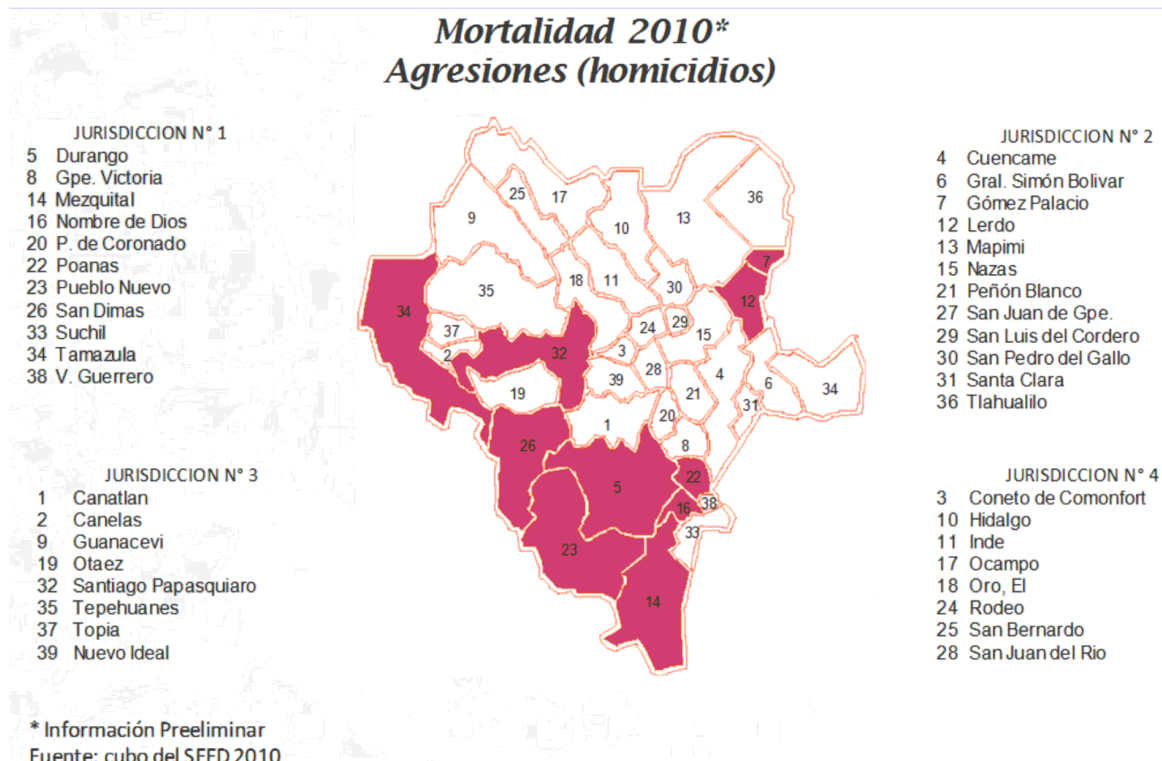 Mortalidad 2010*
Agresiones (homicidios)
JURISDICCION N° 1
5 Durango
8 Gpe. Victoria
14 Mezquital
16 Nombre de Dios
20 P. de Coronado
22 Poanas
23 Pueblo Nuevo
26 San Dimas
33 Suchil
34 Tamazula
38 V. Guerrero
JURISDICCION N° 2
4 Cuencame
6 Gral. Simón Bolivar
7 Gómez Palacio
12 Lerdo
13 Mapimi
15 Nazas
21 Peñón Blanco
27 San Juan de Gpe.
29 San Luis del Cordero
30 San Pedro del Gallo
31 Santa Clara
36 Tlahualilo
25
17
36
9
10
13
7
18
11
30
35
12
34
24
29
37
15
3
2
32
28
4
39
6
34
19
21
31
20
1
26
8
22
5
38
16
33
23
14
JURISDICCION N° 3
1 Canatlan
2 Canelas
9 Guanacevi
19 Otaez
32 Santiago Papasquiaro
35 Tepehuanes
37 Topia
39 Nuevo Ideal
JURISDICCION N° 4
3 Coneto de Comonfort
10 Hidalgo
11 Inde
17 Ocampo
18 Oro, El
24 Rodeo
25 San Bernardo
28 San Juan del Rio
* Información Preeliminar
Fuente: cubo del SEED 2010